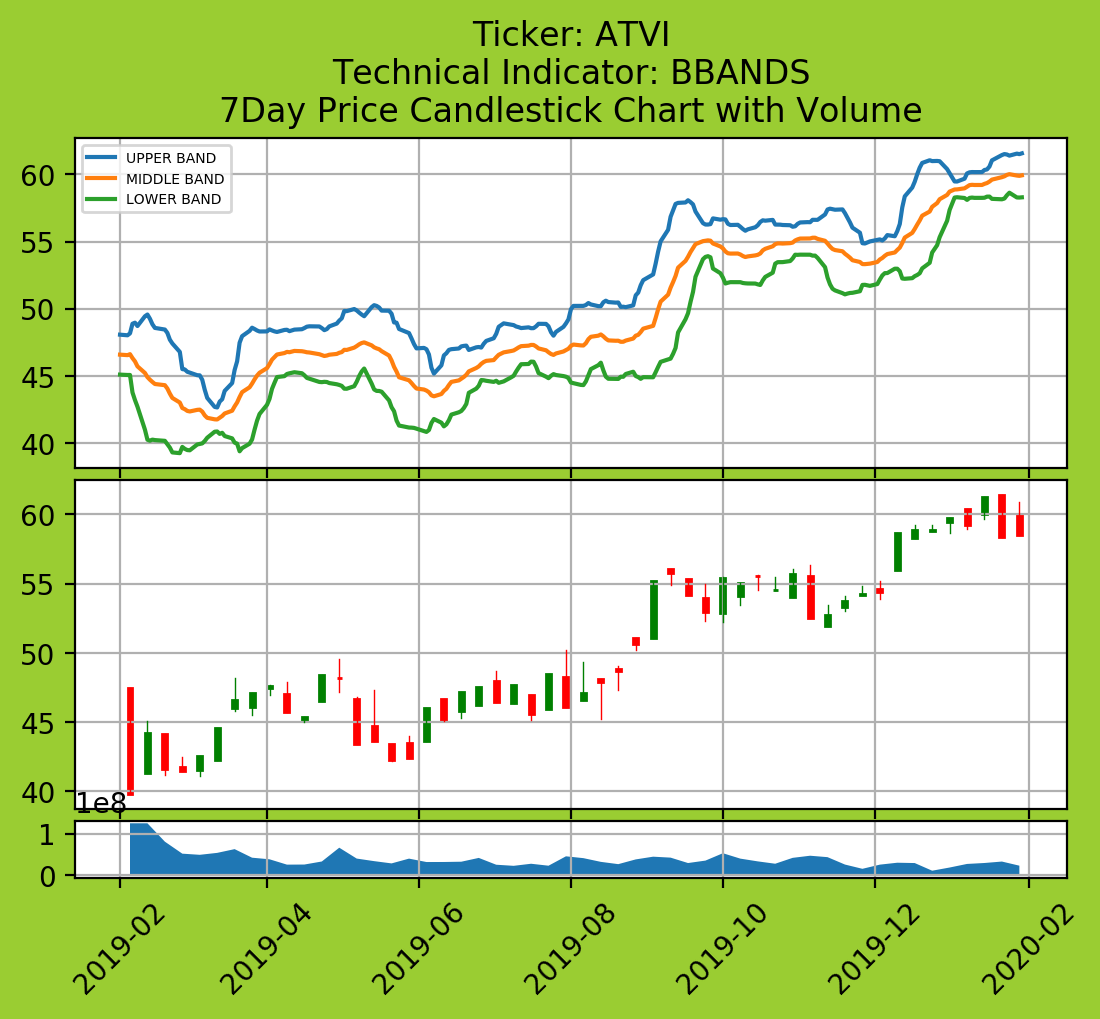 Ticker: ATVI
Technical Indicator: BBANDS
7Day Price Candlestick Chart with Volume
UPPER BAND
MIDDLE BAND
LOWER BAND
60
55
50
45
40
60
55
50
45
40
1e8
1
0
2019-02
2019-04
2019-06
2019-08
2019-10
2019-12
2020-02